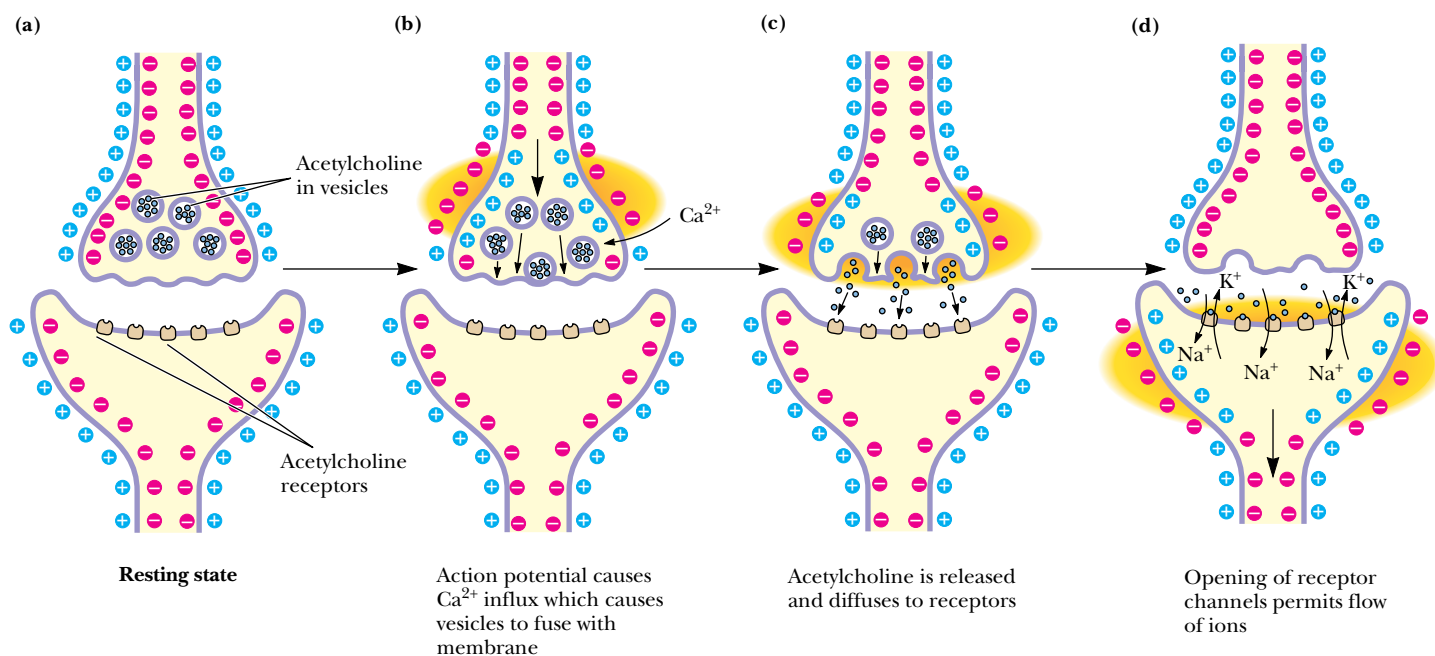 (a)
Acetylcholine
in vesicles
Acetylcholine
receptors
Resting state
(b)
Ca²⁺
Action potential causes
Ca²⁺ influx which causes
vesicles to fuse with
membrane
(c)
Acetylcholine is released
and diffuses to receptors
(d)
K⁺
K⁺
Na⁺
Na⁺
Na⁺
Opening of receptor
channels permits flow
of ions